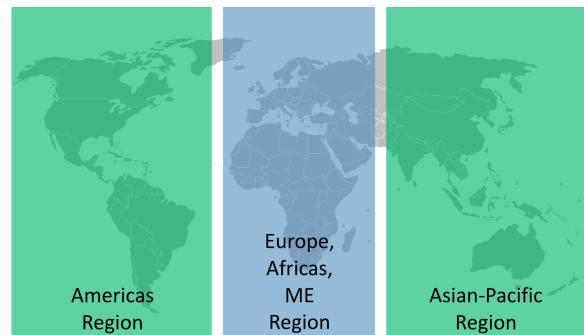 Americas
Region
Europe,
Africas,
ME
Region
Asian-Pacific
Region